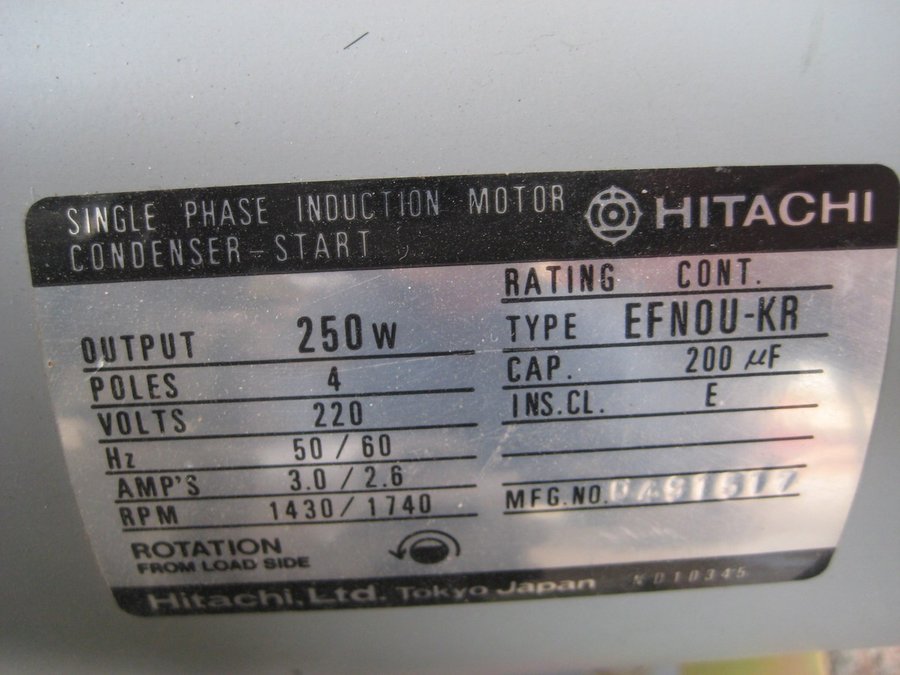 SINGLE PHASE INDUCTION MOTOR
CONDENSER-START
HITACHI
OUTPUT 250W
POLES 4
VOLTS 220
Hz 50/60
AMP'S 3.0/2.6
RPM 1430/1740
ROTATION
FROM LOAD SIDE
RATING CONT.
TYPE EFNOU-KR
CAP. 200 μF
INS.CL. E
MFG.NO.
Hitachi, Ltd. Tokyo Japan